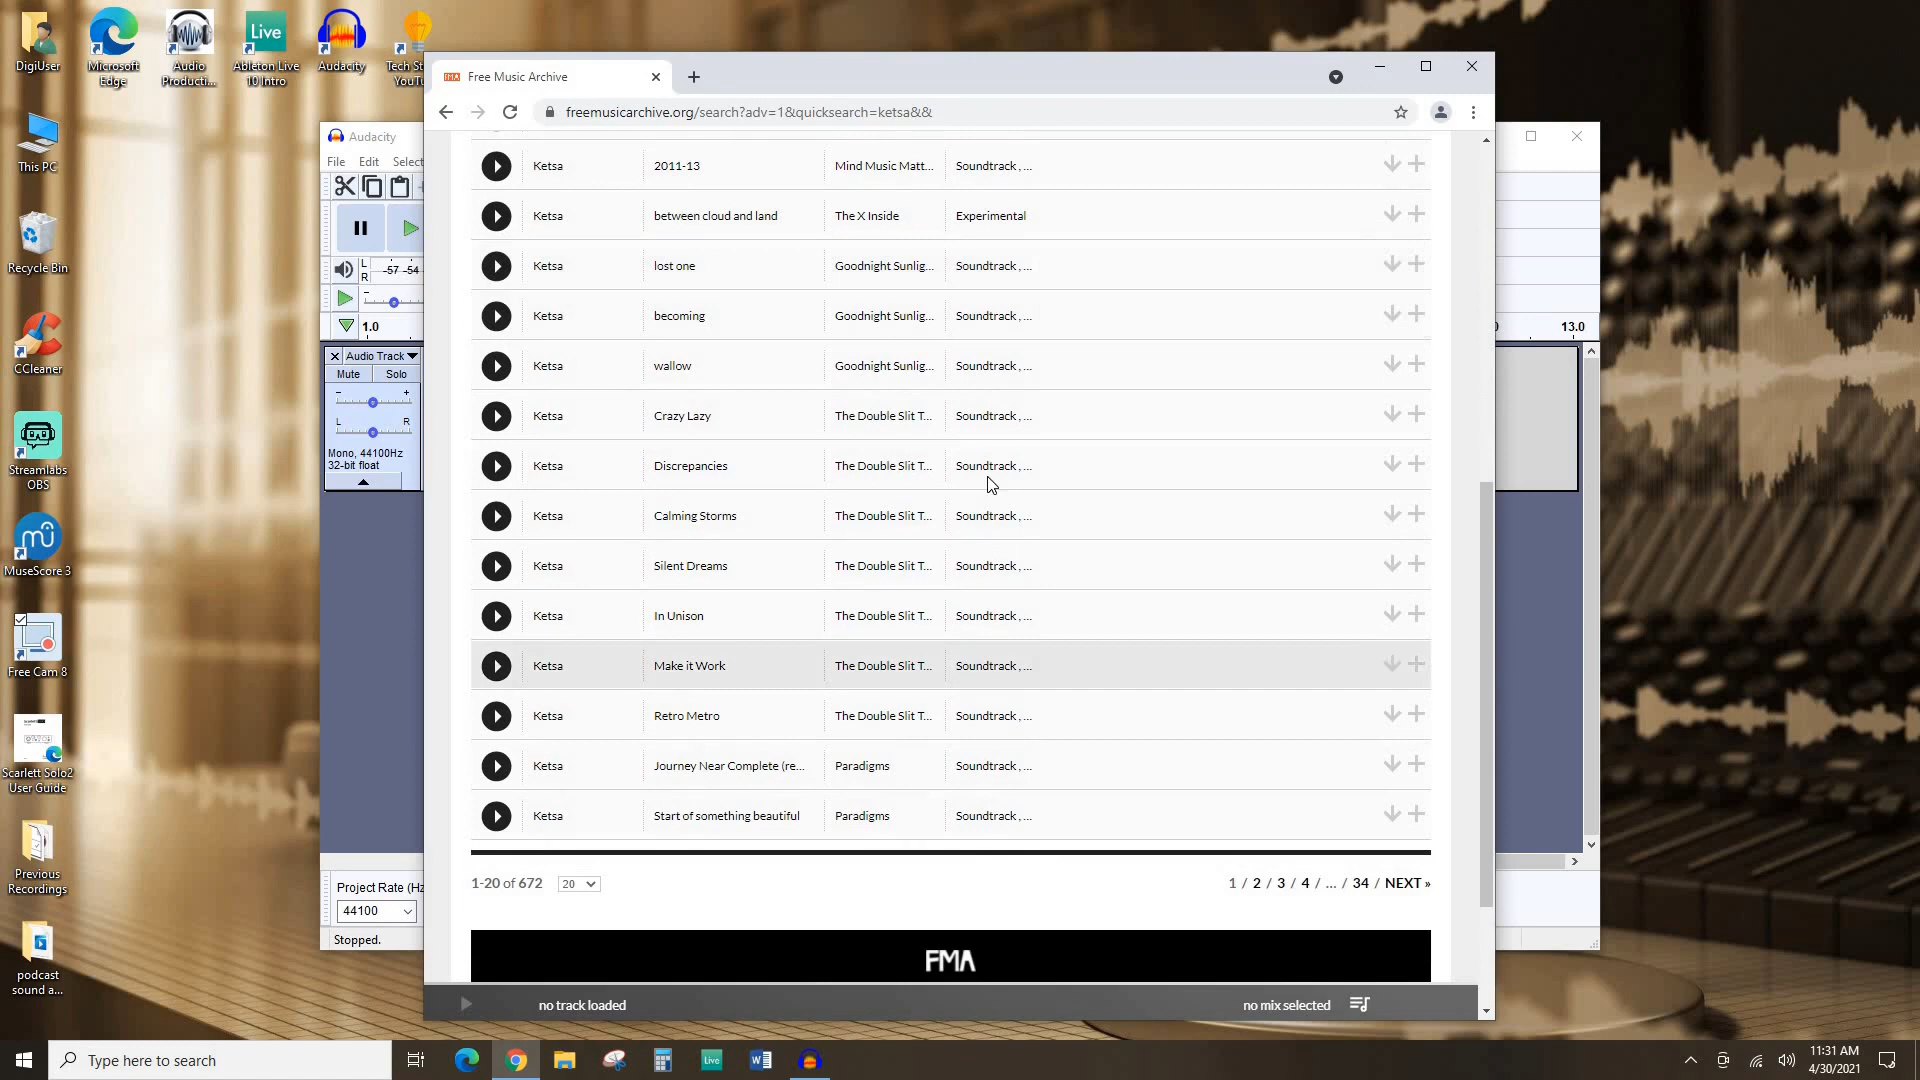 DigiUser
Microsoft
Edge
Audio
Producti...
Live
Ableton Live
10 Intro
Audacity
Tech St
YouTu
This PC
Recycle Bin
CCleaner
Streamlabs
OBS
MuseScore 3
Free Cam 8
Scarlett Solo2
User Guide
Previous
Recordings
podcast
sound a...
Audacity
File Edit Select
L
R
-57 -54
1.0
13.0
Audio Track
Mute Solo
- +
L R
Mono, 44100Hz
32-bit float
Project Rate (Hz
44100
Stopped.
FMA Free Music Archive
freemusicarchive.org/search?adv=1&quicksearch=ketsa&&
Ketsa 2011-13 Mind Music Matt... Soundtrack , ...
Ketsa between cloud and land The X Inside Experimental
Ketsa lost one Goodnight Sunlig... Soundtrack , ...
Ketsa becoming Goodnight Sunlig... Soundtrack , ...
Ketsa wallow Goodnight Sunlig... Soundtrack , ...
Ketsa Crazy Lazy The Double Slit T... Soundtrack , ...
Ketsa Discrepancies The Double Slit T... Soundtrack , ...
Ketsa Calming Storms The Double Slit T... Soundtrack , ...
Ketsa Silent Dreams The Double Slit T... Soundtrack , ...
Ketsa In Unison The Double Slit T... Soundtrack , ...
Ketsa Make it Work The Double Slit T... Soundtrack , ...
Ketsa Retro Metro The Double Slit T... Soundtrack , ...
Ketsa Journey Near Complete (re... Paradigms Soundtrack , ...
Ketsa Start of something beautiful Paradigms Soundtrack , ...
1-20 of 672 20 1 / 2 / 3 / 4 / ... / 34 / NEXT »
FMA
no track loaded no mix selected
Type here to search
Live
11:31 AM
4/30/2021